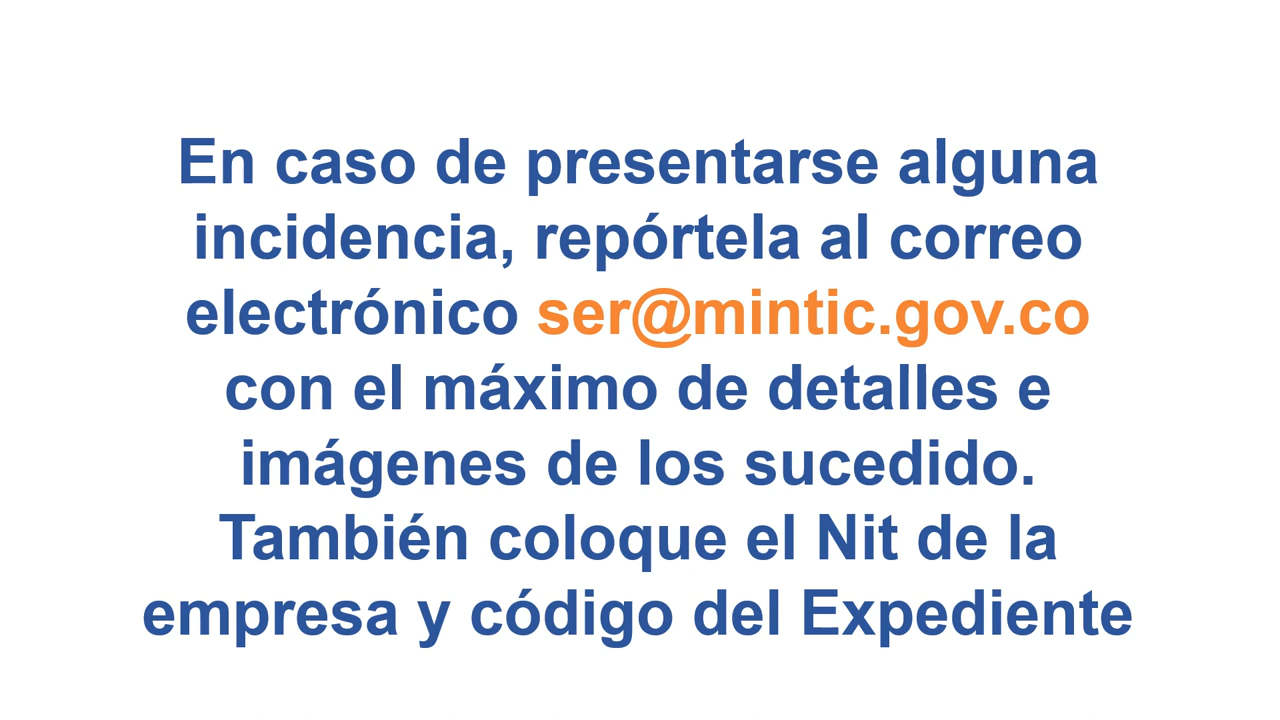 En caso de presentarse alguna
incidencia, repórtela al correo
electrónico ser@mintic.gov.co
con el máximo de detalles e
imágenes de los sucedido.
También coloque el Nit de la
empresa y código del Expediente